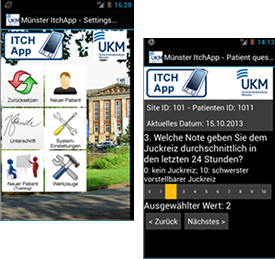 16:28
Münster ItchApp - Settings...
ITCH
App
UKM
Zurücksetzen
Neuer Patient
Unterschrift
System-
Einstellungen
Neuer Patient
(Training)
Werkzeuge
14:13
Münster ItchApp - Patient ques...
ITCH
App
UKM
Site ID: 101 - Patienten ID: 1011
Aktuelles Datum: 15.10.2013
3. Welche Note geben Sie dem
Juckreiz durchschnittlich in
den letzten 24 Stunden?
0: kein Juckreiz; 10: schwerster
vorstellbarer Juckreiz
0 1 2 3 4 5 6 7 8 9 10
Ausgewählter Wert: 2
< Zurück
Nächstes >